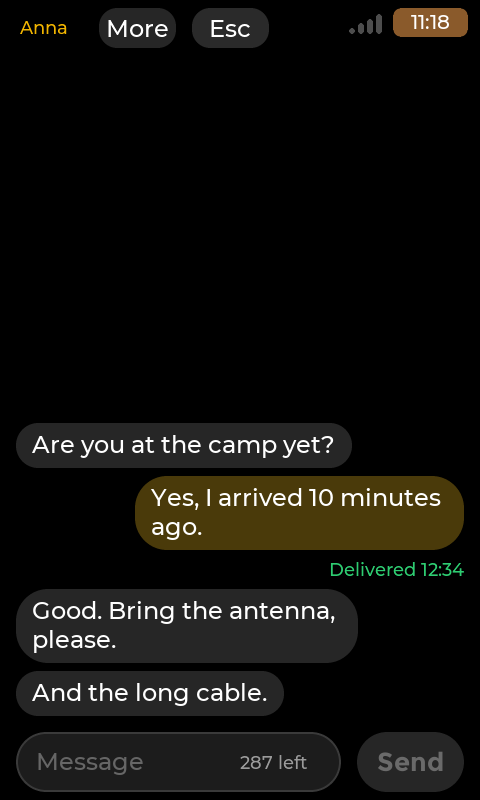 Anna
More
Esc
11:18
Are you at the camp yet?
Yes, I arrived 10 minutes
ago.
Delivered 12:34
Good. Bring the antenna,
please.
And the long cable.
Message
287 left
Send